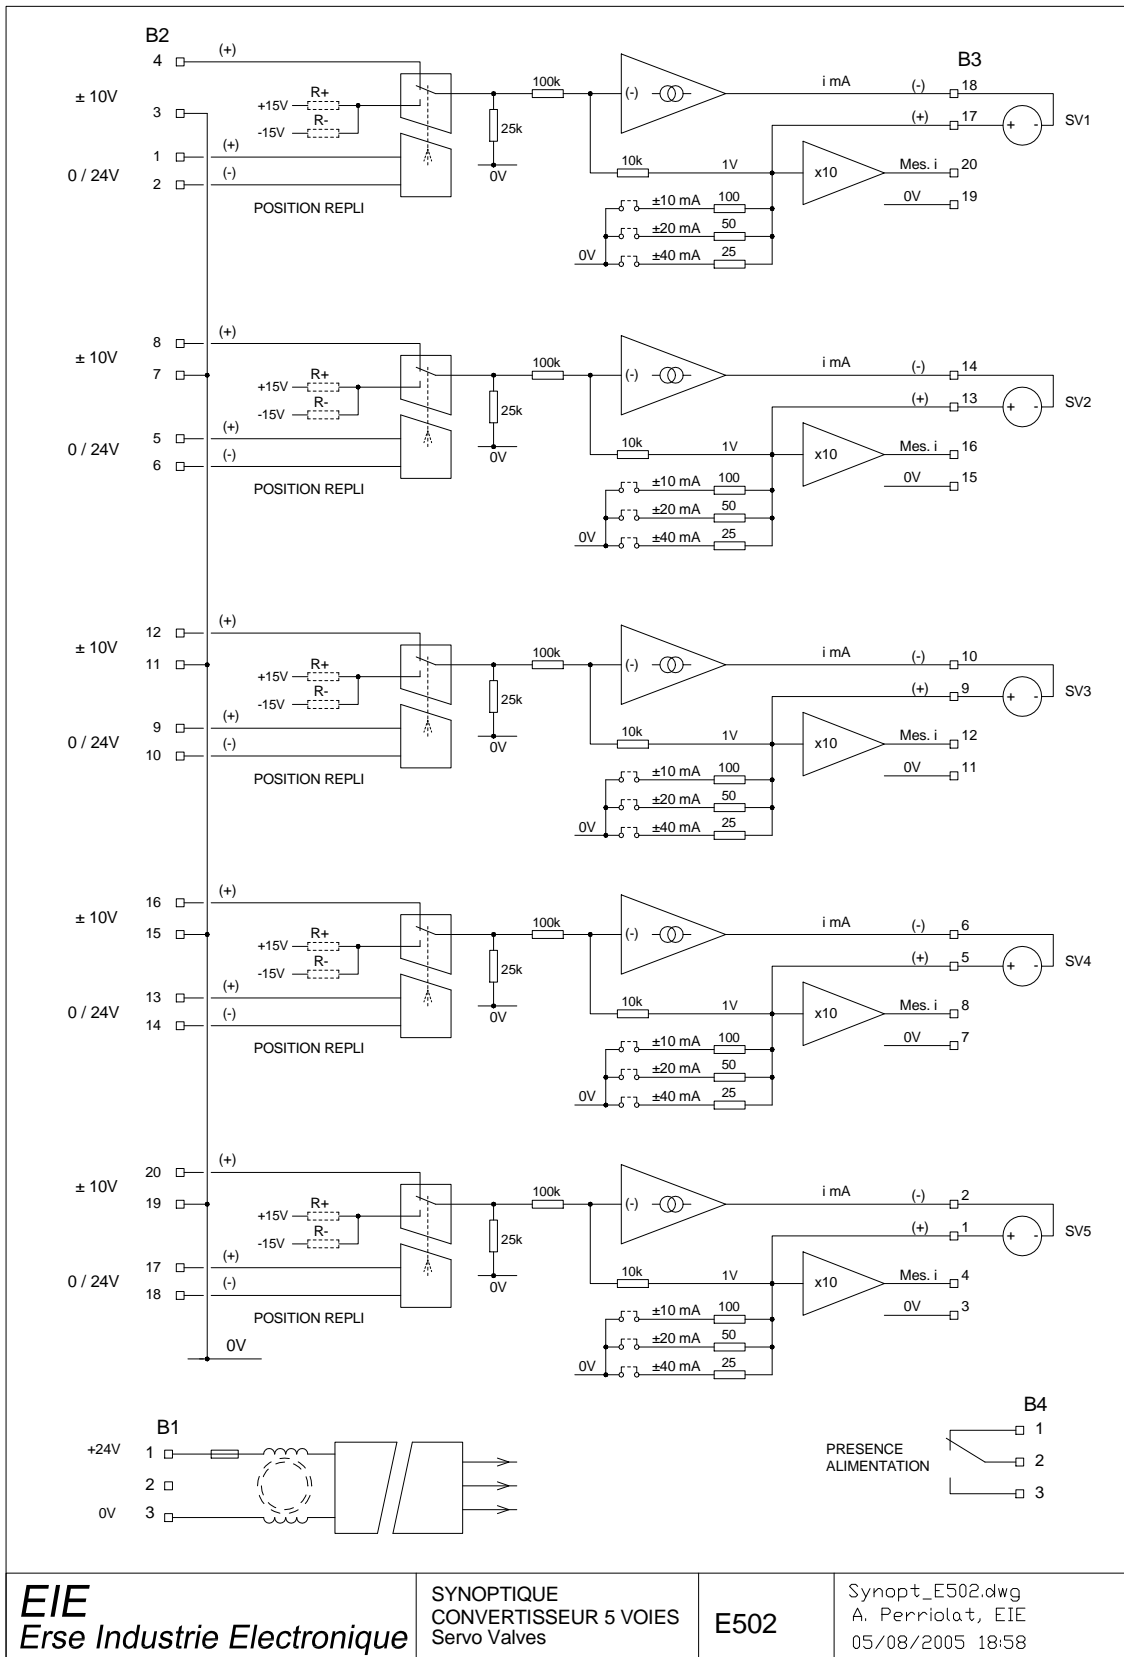 B2
4 (+)
B3
100k
i mA
(-) 18
± 10V
+15V R+
-15V R-
(-)
3
(+) 17
+ -
SV1
25k
1 (+)
0V
10k
1V
x10
Mes. i 20
0 / 24V
2 (-)
0V 19
POSITION REPLI
±10 mA 100
±20 mA 50
0V ±40 mA 25
8 (+)
± 10V
7
100k
(-)
i mA
(-) 14
+15V R+
-15V R-
(+) 13
+ -
SV2
25k
5 (+)
0 / 24V
6 (-)
0V
10k
1V
x10
Mes. i 16
0V 15
POSITION REPLI
±10 mA 100
±20 mA 50
0V ±40 mA 25
12 (+)
± 10V
11
100k
(-)
i mA
(-) 10
+15V R+
-15V R-
(+) 9
+ -
SV3
25k
9 (+)
0 / 24V
10 (-)
0V
10k
1V
x10
Mes. i 12
0V 11
POSITION REPLI
±10 mA 100
±20 mA 50
0V ±40 mA 25
16 (+)
± 10V
15
100k
(-)
i mA
(-) 6
+15V R+
-15V R-
(+) 5
+ -
SV4
25k
13 (+)
0 / 24V
14 (-)
0V
10k
1V
x10
Mes. i 8
0V 7
POSITION REPLI
±10 mA 100
±20 mA 50
0V ±40 mA 25
20 (+)
± 10V
19
100k
(-)
i mA
(-) 2
+15V R+
-15V R-
(+) 1
+ -
SV5
25k
17 (+)
0 / 24V
18 (-)
0V
10k
1V
x10
Mes. i 4
0V 3
POSITION REPLI
±10 mA 100
±20 mA 50
0V ±40 mA 25
0V
B1
+24V 1
2
0V 3
B4
1
PRESENCE
ALIMENTATION
2
3
EIE
Erse Industrie Electronique
SYNOPTIQUE
CONVERTISSEUR 5 VOIES
Servo Valves
E502
Synopt_E502.dwg
A. Perriolat, EIE
05/08/2005 18:58